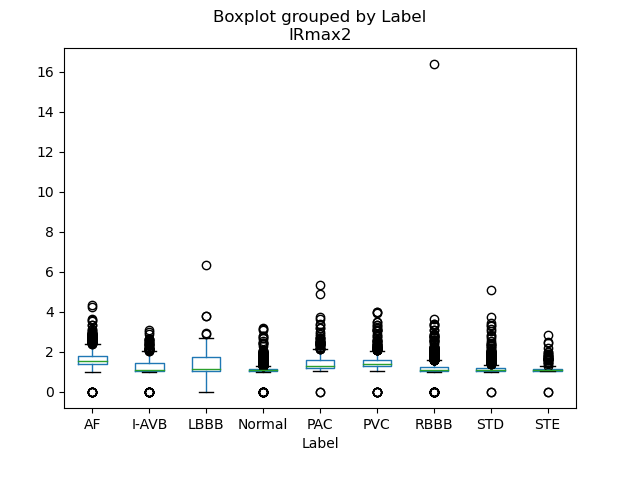 Boxplot grouped by Label
IRmax2
16
14
12
10
8
6
4
2
0
AF I-AVB LBBB Normal PAC PVC RBBB STD STE
Label